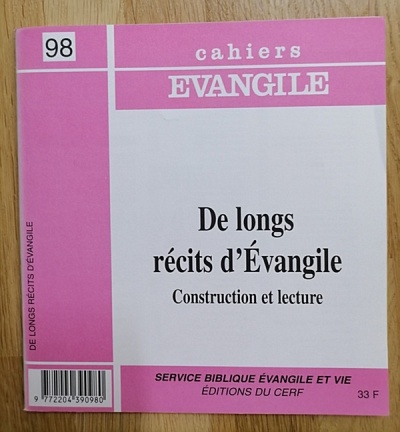 98
cahiers
EVANGILE
De longs
récits d'Évangile
Construction et lecture
DE LONGS RÉCITS D'ÉVANGILE
9 772204 390980
SERVICE BIBLIQUE ÉVANGILE ET VIE
ÉDITIONS DU CERF
33 F